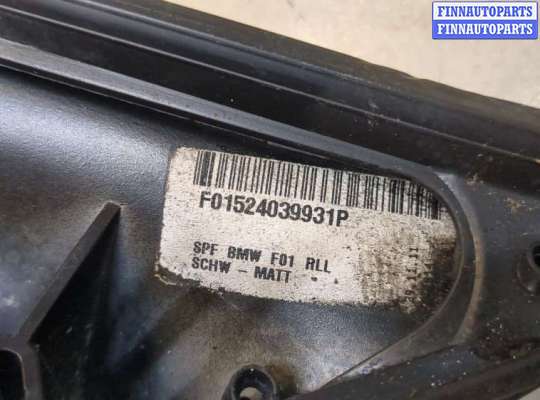 FINNAUTOPARTS
FINNAUTOPARTS
F01524039931P
SPF BMW F01 RLL
SCHW - MATT